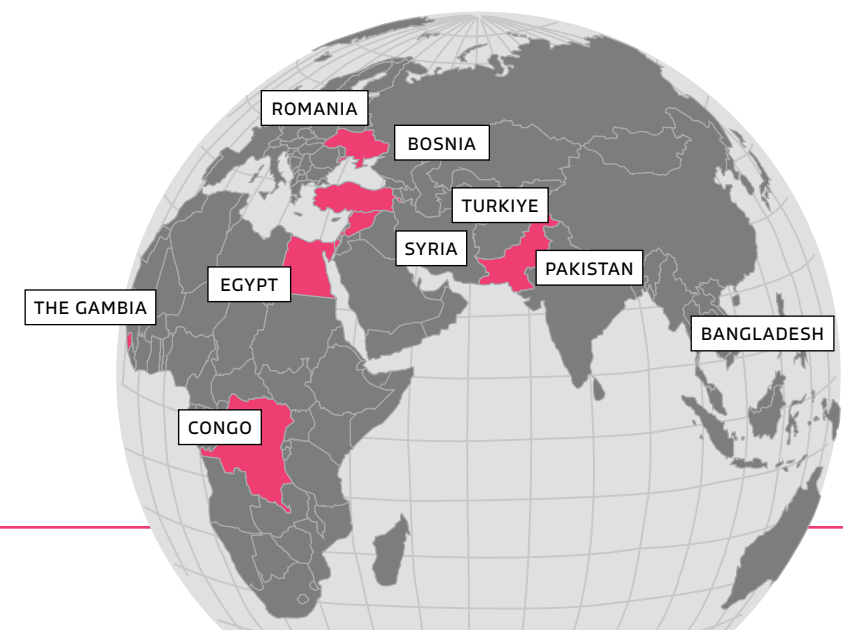 ROMANIA
BOSNIA
TURKIYE
SYRIA
PAKISTAN
EGYPT
THE GAMBIA
BANGLADESH
CONGO